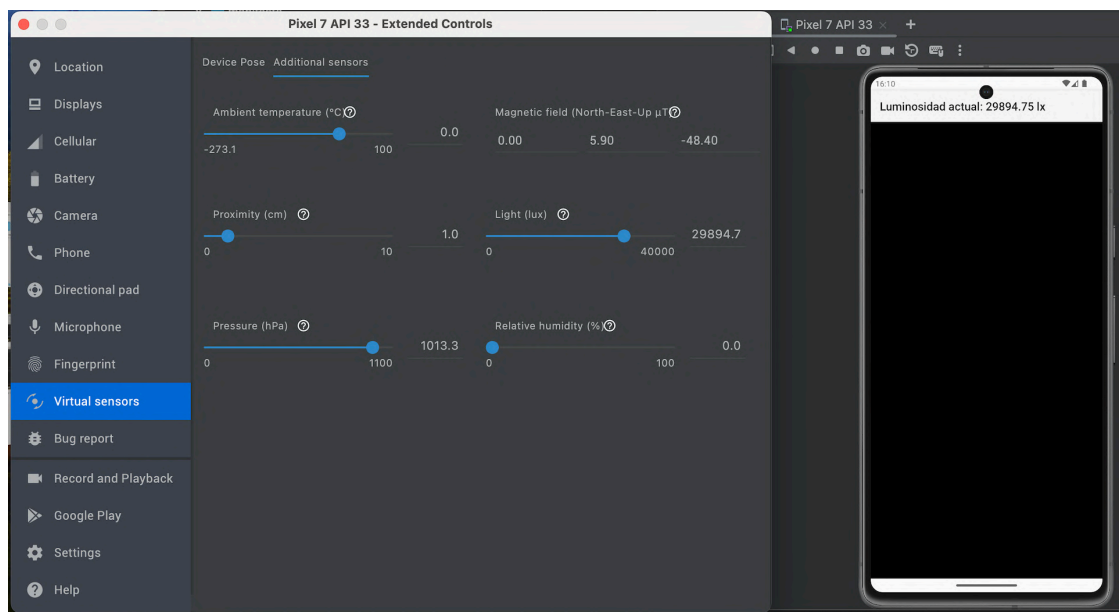 Pixel 7 API 33 - Extended Controls
Location
Displays
Cellular
Battery
Camera
Phone
Directional pad
Microphone
Fingerprint
Virtual sensors
Bug report
Record and Playback
Google Play
Settings
Help
Device Pose Additional sensors
Ambient temperature (°C)
0.0
-273.1 100
Magnetic field (North-East-Up µT)
0.00 5.90 -48.40
Proximity (cm)
1.0
0 10
Light (lux)
29894.7
0 40000
Pressure (hPa)
1013.3
0 1100
Relative humidity (%)
0.0
0 100
Pixel 7 API 33
16:10
Luminosidad actual: 29894.75 lx